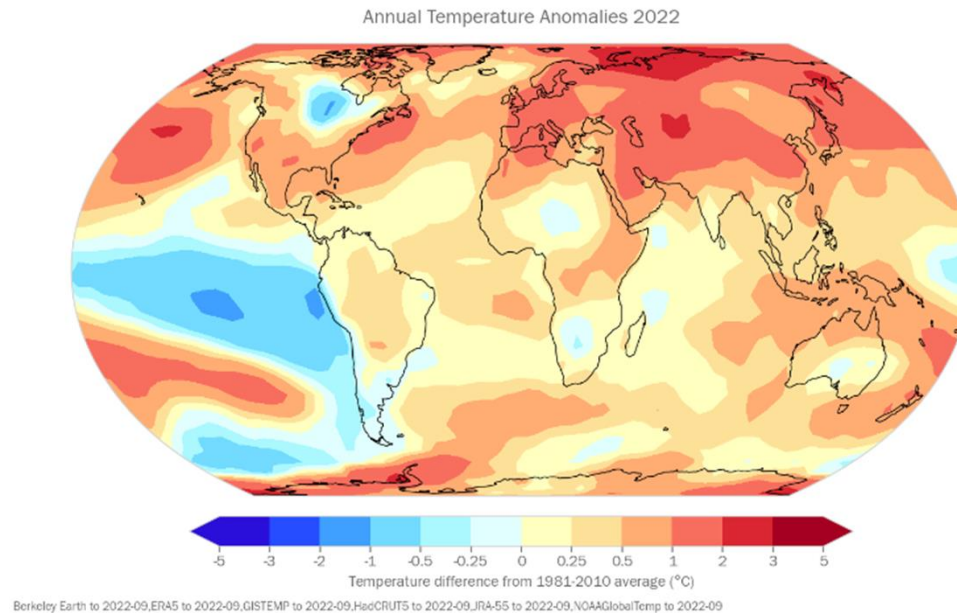 Annual Temperature Anomalies 2022
-5 -3 -2 -1 -0.5 -0.25 0 0.25 0.5 1 2 3 5
Temperature difference from 1981-2010 average (°C)
Berkeley Earth to 2022-09,ERA5 to 2022-09,GISTEMP to 2022-09,HadCRUT5 to 2022-09,JRA-55 to 2022-09,NOAAGlobalTemp to 2022-09